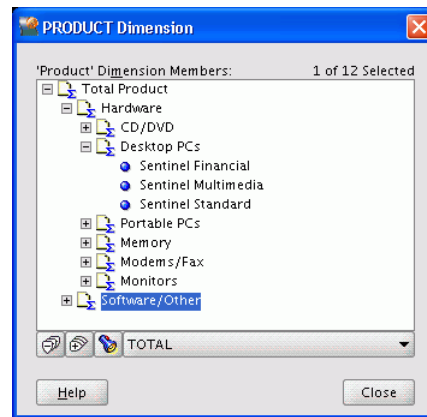 PRODUCT Dimension
'Product' Dimension Members: 1 of 12 Selected
Total Product
Hardware
CD/DVD
Desktop PCs
Sentinel Financial
Sentinel Multimedia
Sentinel Standard
Portable PCs
Memory
Modems/Fax
Monitors
Software/Other
TOTAL
Help Close